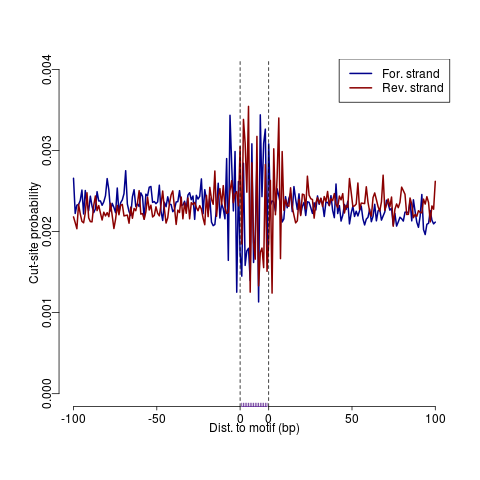 For. strand
Rev. strand
Cut-site probability
0.004
0.003
0.002
0.001
0.000
-100 -50 0 0 50 100
Dist. to motif (bp)